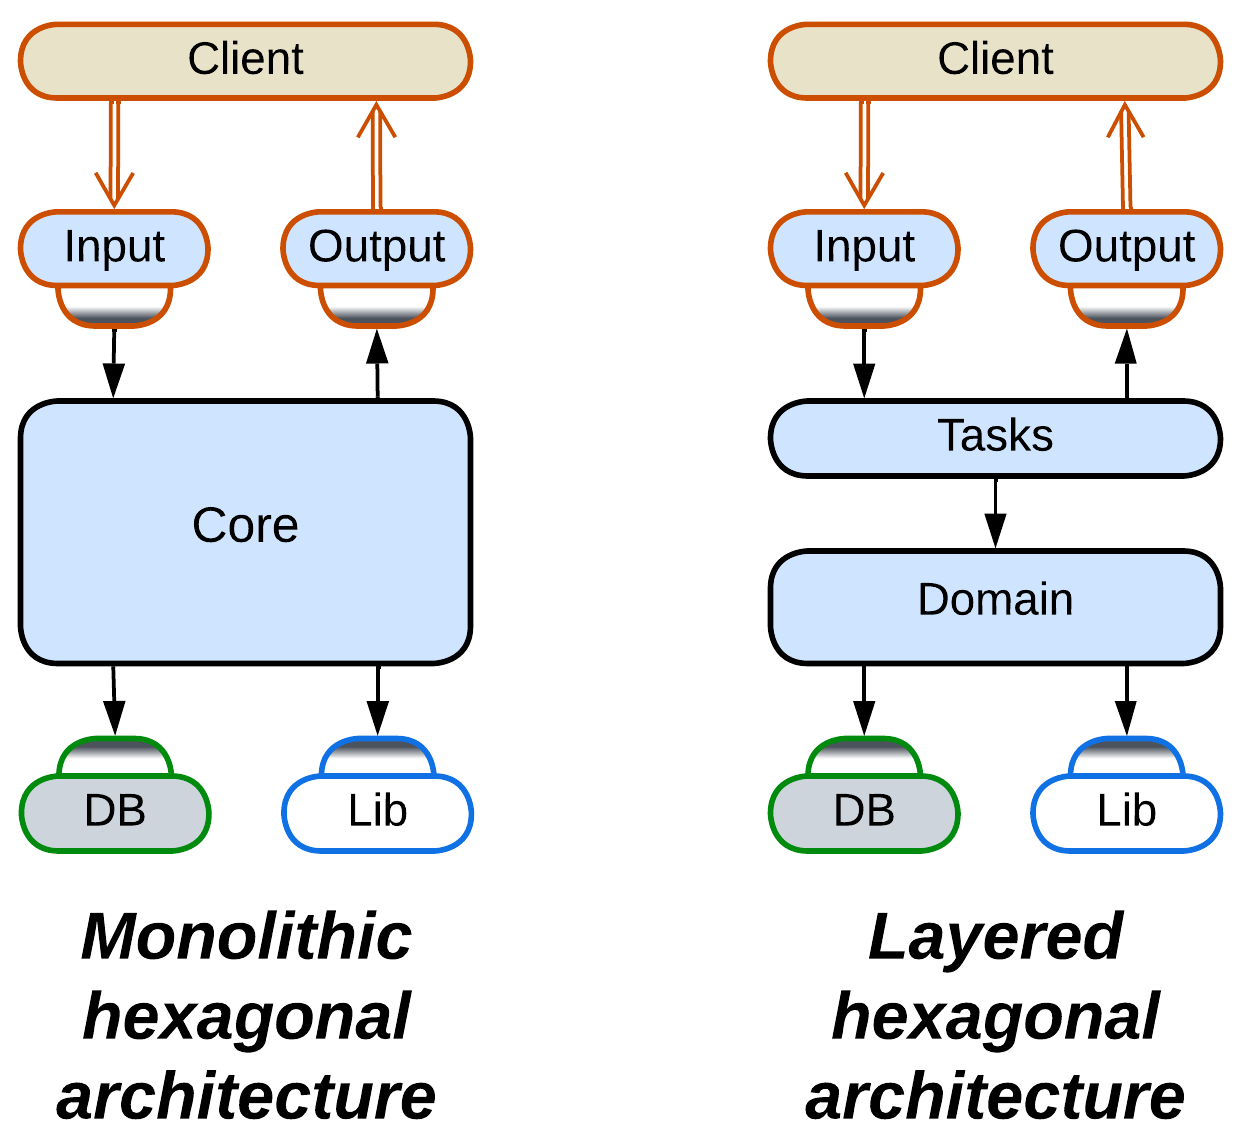 Client
Input
Output
Core
DB
Lib
Monolithic
hexagonal
architecture
Client
Input
Output
Tasks
Domain
DB
Lib
Layered
hexagonal
architecture